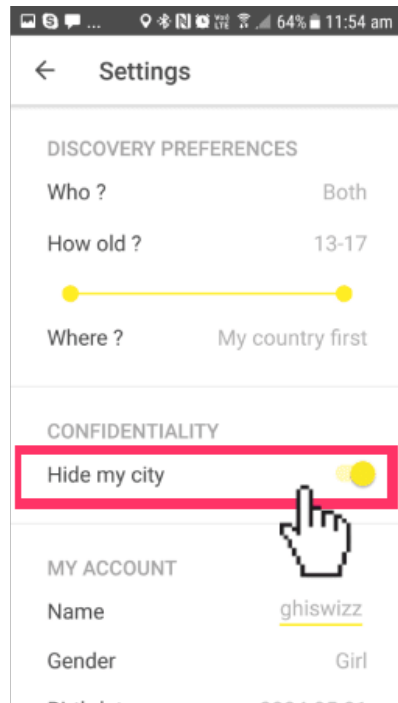 64% 11:54 am
Settings
DISCOVERY PREFERENCES
Who ? Both
How old ? 13-17
Where ? My country first
CONFIDENTIALITY
Hide my city
MY ACCOUNT
Name ghiswizz
Gender Girl